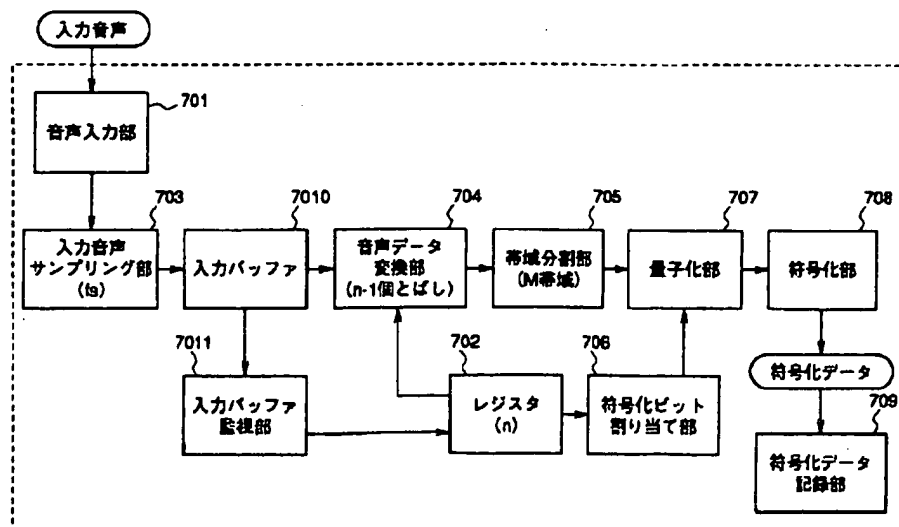 入力音声
701
音声入力部
703
入力音声
サンプリング部
(fs)
7010
入力バッファ
704
音声データ
変換部
(n-1個とばし)
705
帯域分割部
(M帯域)
707
量子化部
708
符号化部
7011
入力バッファ
監視部
702
レジスタ
(n)
706
符号化ビット
割り当て部
符号化データ
709
符号化データ
記録部